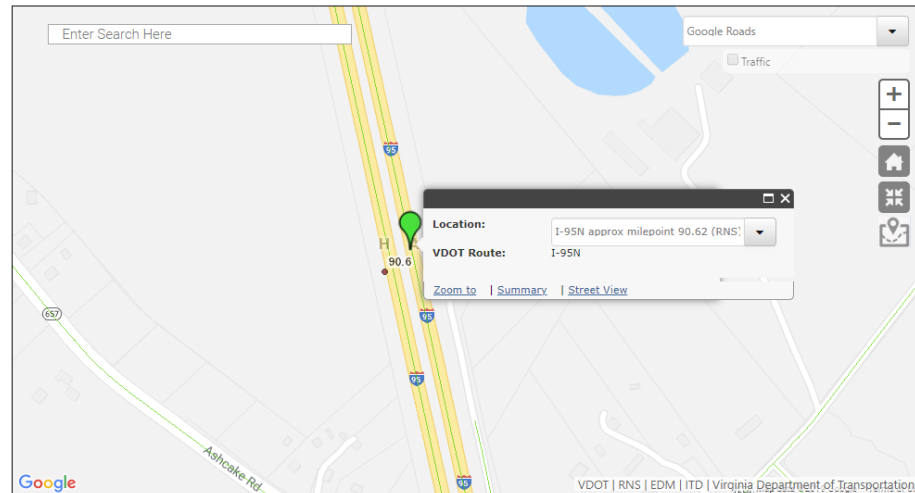 Enter Search Here
Google Roads
Traffic
95
Location:
I-95N approx milepoint 90.62 (RNS)
VDOT Route:
I-95N
H
90.6
Zoom to | Summary | Street View
657
95
95
Ashcake Rd
95
Google
VDOT | RNS | EDM | ITD | Virginia Department of Transportation